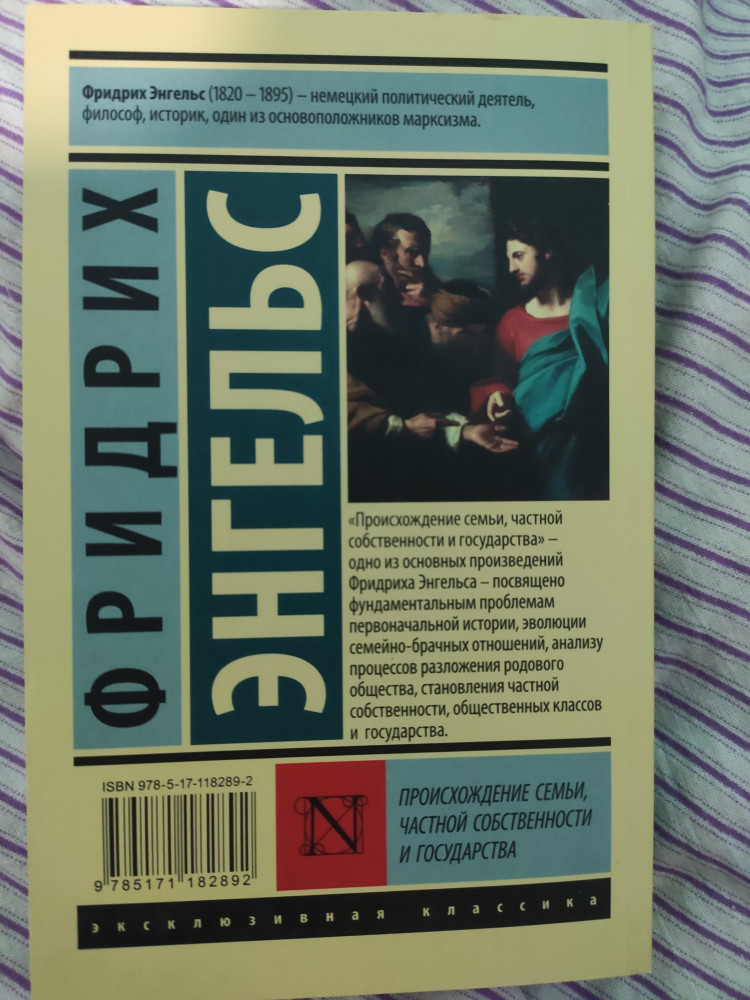 Фридрих Энгельс (1820 – 1895) – немецкий политический деятель,
философ, историк, один из основоположников марксизма.
ФРИДРИХ
ЭНГЕЛЬС
«Происхождение семьи, частной
собственности и государства» –
одно из основных произведений
Фридриха Энгельса – посвящено
фундаментальным проблемам
первоначальной истории, эволюции
семейно-брачных отношений, анализу
процессов разложения родового
общества, становления частной
собственности, общественных классов
и государства.
ISBN 978-5-17-118289-2
9 785171 182892
N
ПРОИСХОЖДЕНИЕ СЕМЬИ,
ЧАСТНОЙ СОБСТВЕННОСТИ
И ГОСУДАРСТВА
эксклюзивная классика